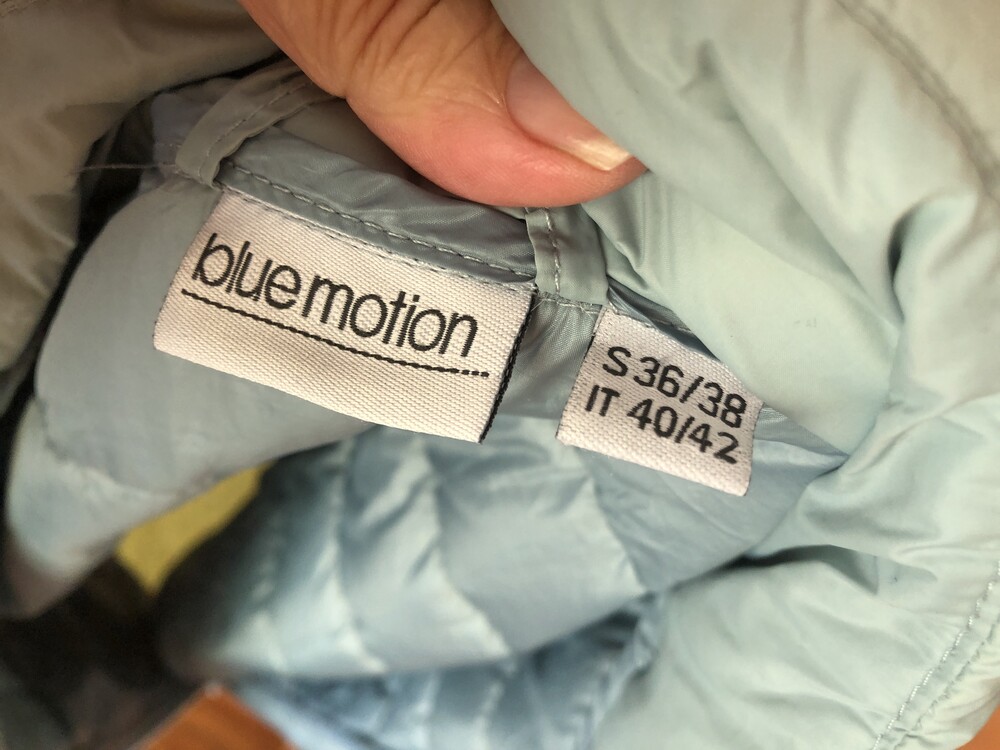 blue motion
S 36/38
IT 40/42